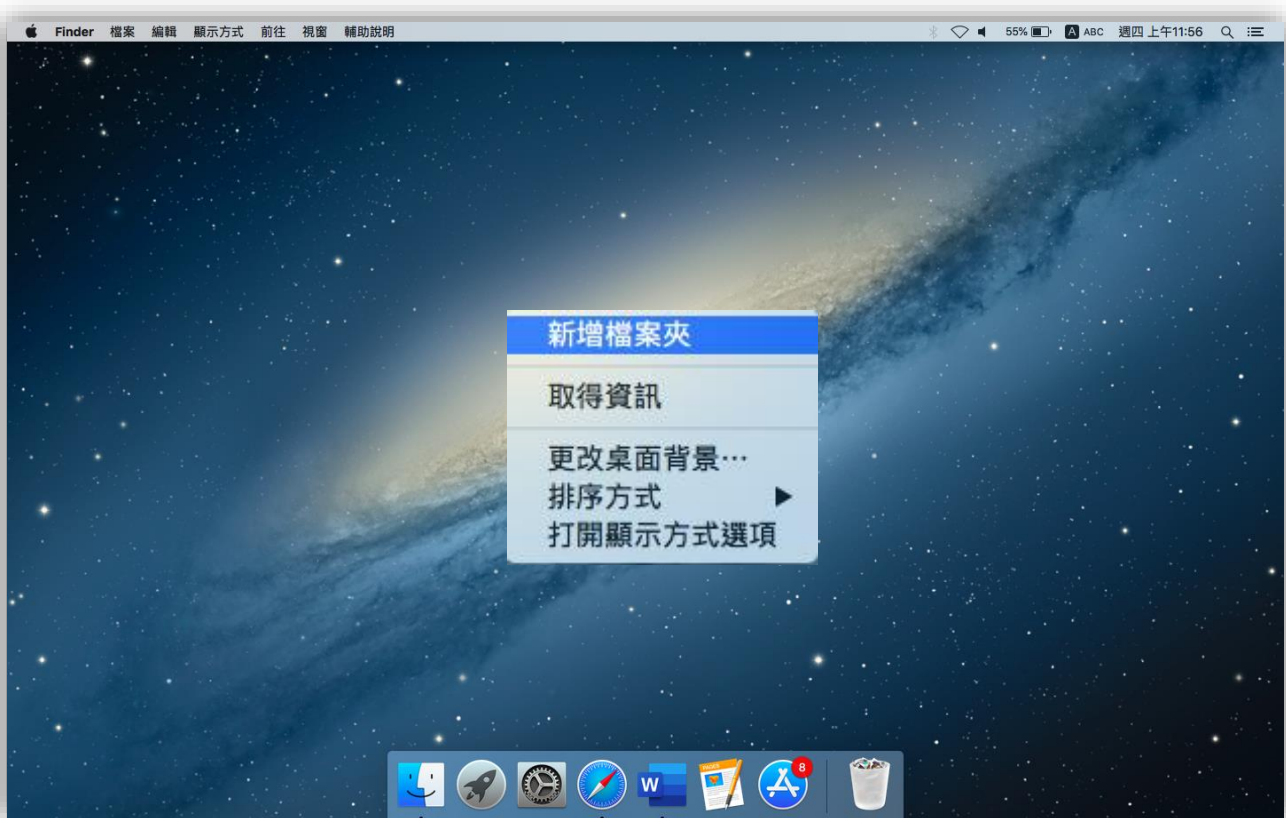 Finder 檔案 編輯 顯示方式 前往 視窗 輔助說明 55% A ABC 週四 上午11:56
新增檔案夾
取得資訊
更改桌面背景⋯
排序方式
打開顯示方式選項
PAGES
W 8